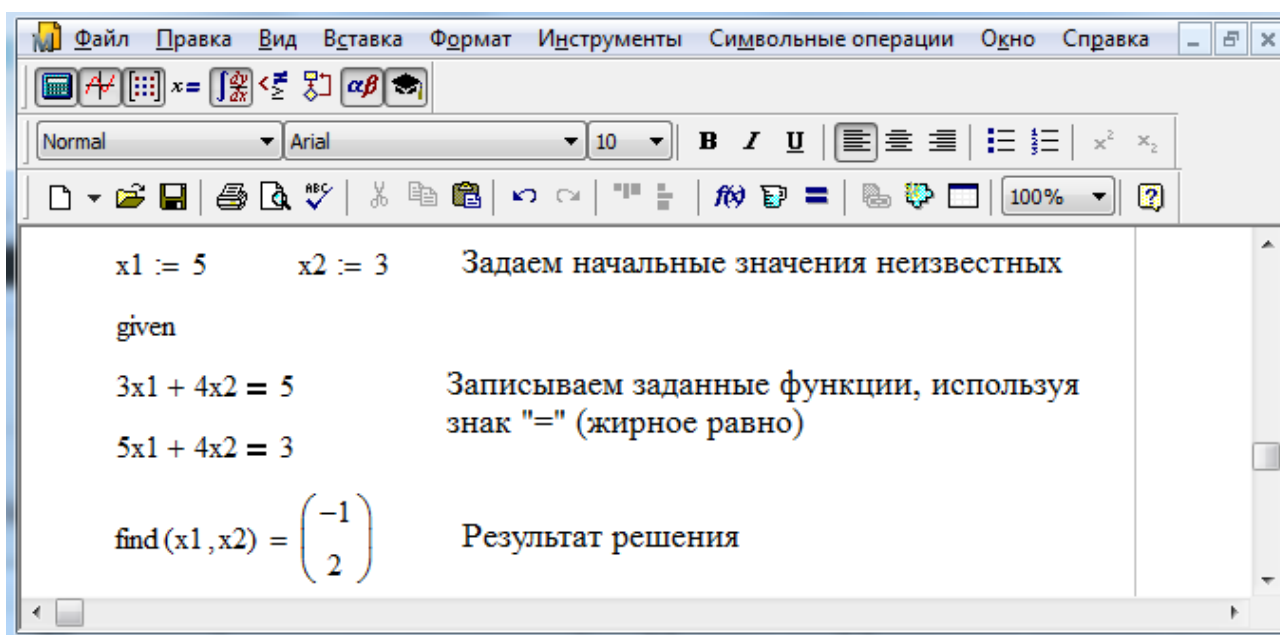 Файл Правка Вид Вставка Формат Инструменты Символьные операции Окно Справка
Normal Arial 10 B I U
100%
x1 := 5 x2 := 3 Задаем начальные значения неизвестных
given
3x1 + 4x2 = 5 Записываем заданные функции, используя
знак "=" (жирное равно)
5x1 + 4x2 = 3
find(x1,x2) = (−1 2) Результат решения